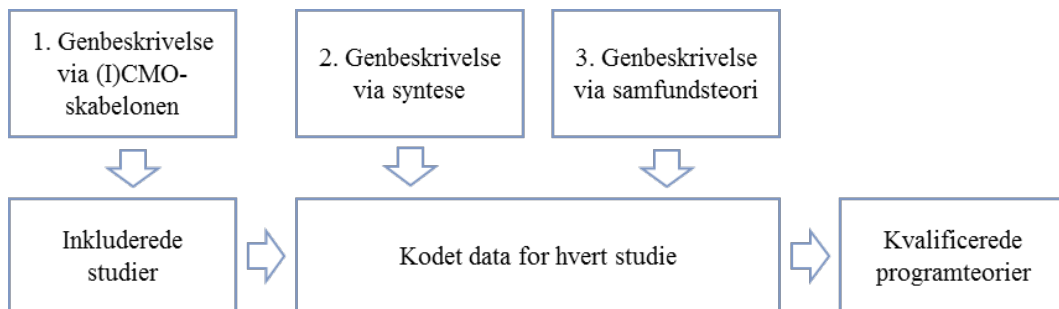 1. Genbeskrivelse
via (I)CMO-
skabelonen
2. Genbeskrivelse
via syntese
3. Genbeskrivelse
via samfundsteori
Inkluderede
studier
Kodet data for hvert studie
Kvalificerede
programteorier